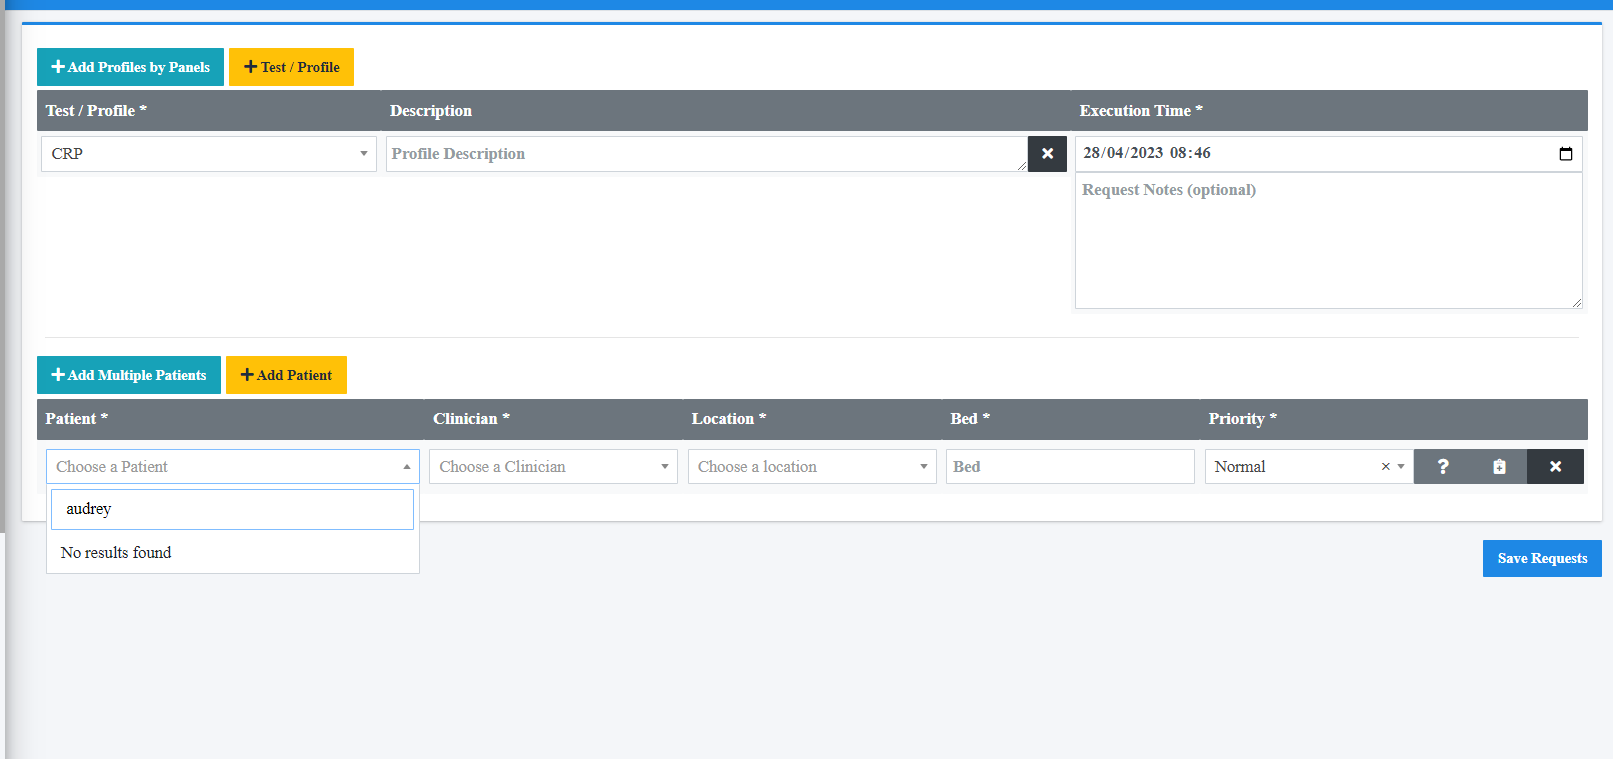 Add Profiles by Panels Test / Profile
Test / Profile * Description Execution Time *
CRP Profile Description 28/04/2023 08:46
Request Notes (optional)
Add Multiple Patients Add Patient
Patient * Clinician * Location * Bed * Priority *
Choose a Patient Choose a Clinician Choose a location Bed Normal
audrey
No results found
Save Requests